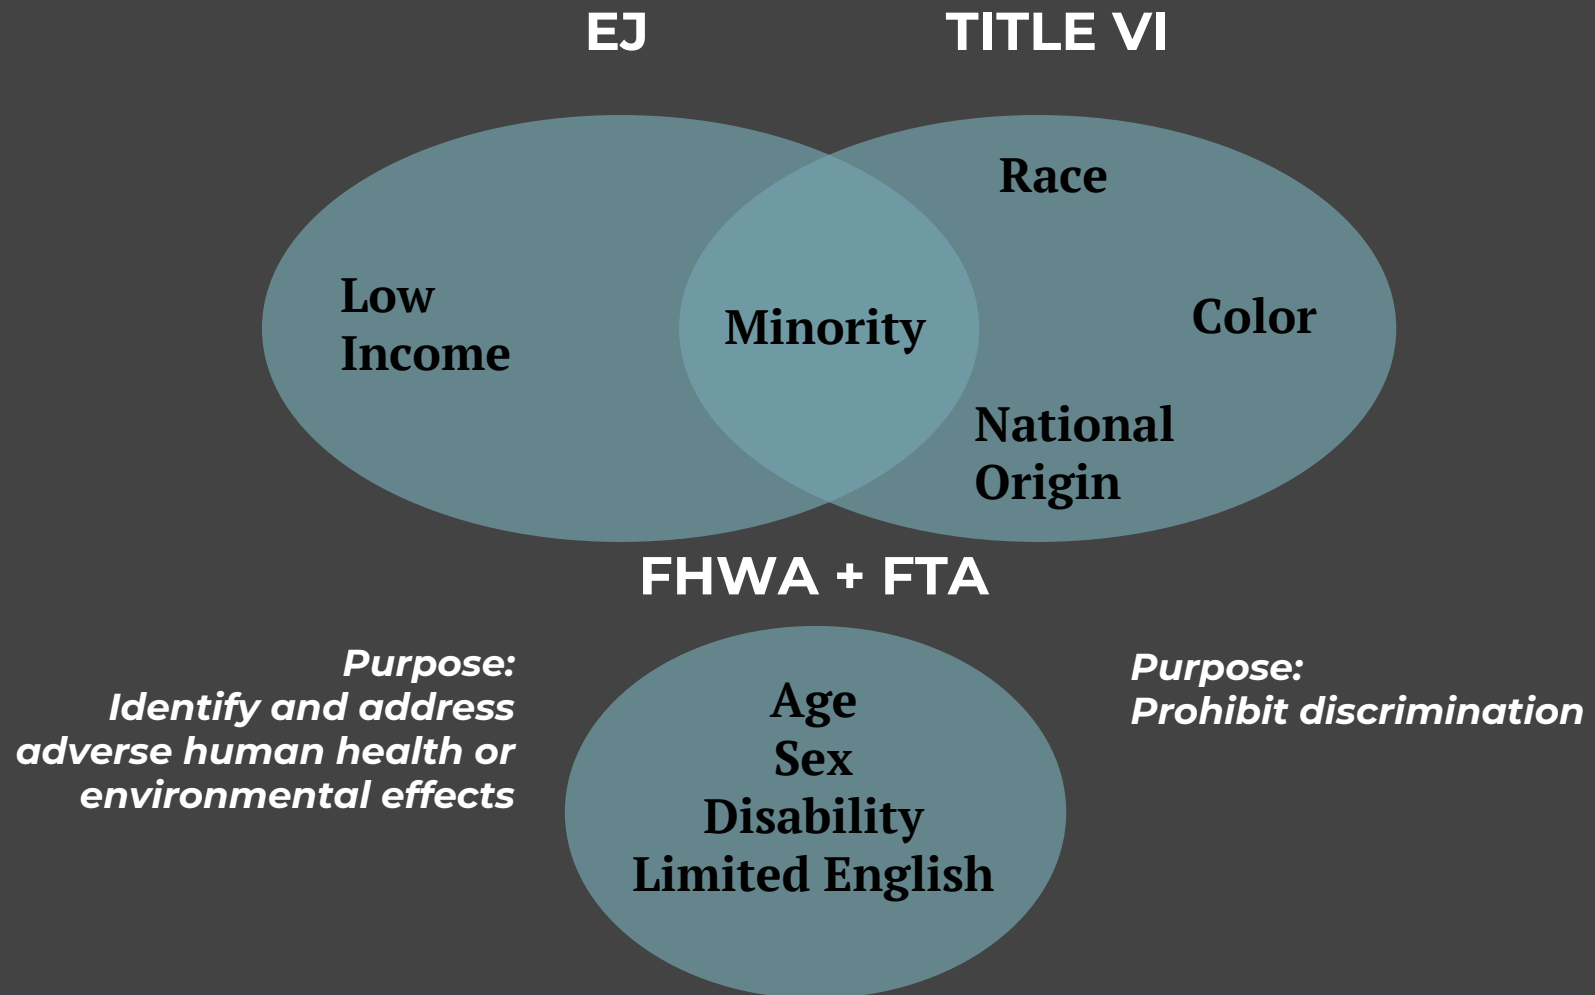 EJ
TITLE VI
Race
Low
Income
Minority
Color
National
Origin
FHWA + FTA
Purpose:
Identify and address
adverse human health or
environmental effects
Age
Sex
Disability
Limited English
Purpose:
Prohibit discrimination